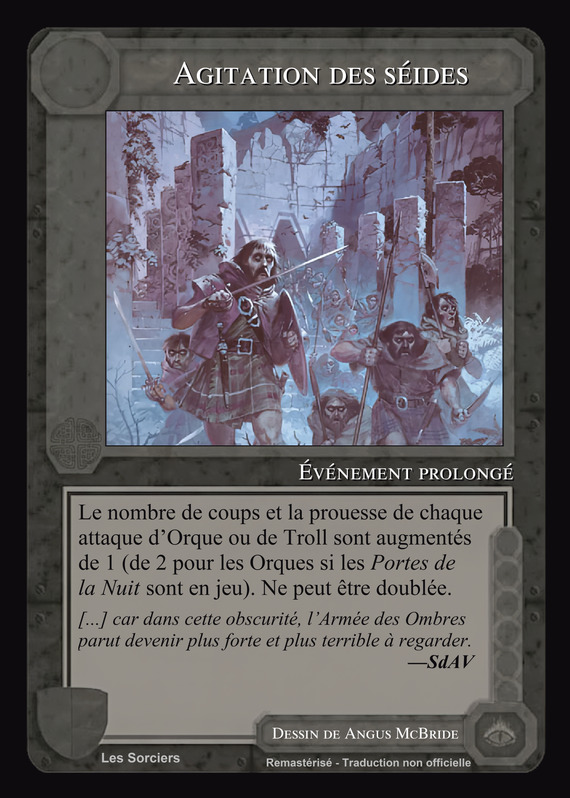 Agitation des séides
Événement prolongé
Le nombre de coups et la prouesse de chaque
attaque d’Orque ou de Troll sont augmentés
de 1 (de 2 pour les Orques si les Portes de
la Nuit sont en jeu). Ne peut être doublée.
[...] car dans cette obscurité, l’Armée des Ombres
parut devenir plus forte et plus terrible à regarder.
—SdAV
Dessin de Angus McBride
Les Sorciers
Remastérisé - Traduction non officielle